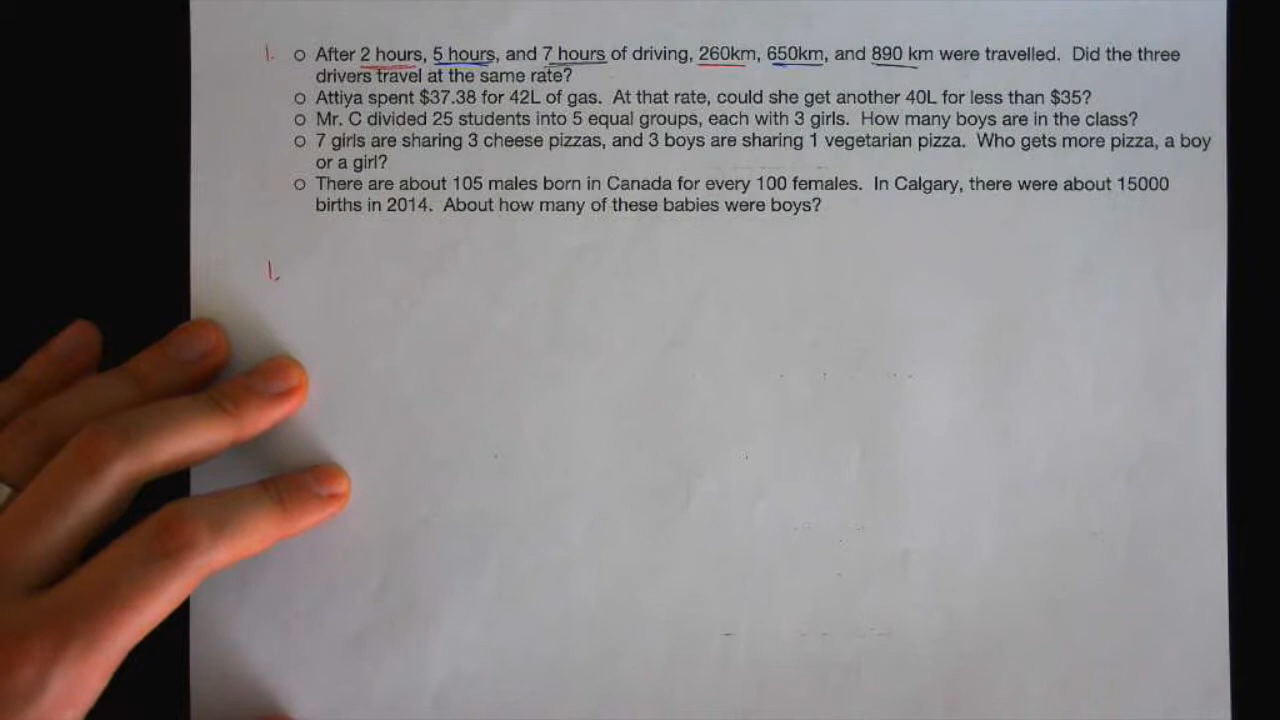 1. o After 2 hours, 5 hours, and 7 hours of driving, 260km, 650km, and 890 km were travelled. Did the three
drivers travel at the same rate?
o Attiya spent $37.38 for 42L of gas. At that rate, could she get another 40L for less than $35?
o Mr. C divided 25 students into 5 equal groups, each with 3 girls. How many boys are in the class?
o 7 girls are sharing 3 cheese pizzas, and 3 boys are sharing 1 vegetarian pizza. Who gets more pizza, a boy
or a girl?
o There are about 105 males born in Canada for every 100 females. In Calgary, there were about 15000
births in 2014. About how many of these babies were boys?
1.